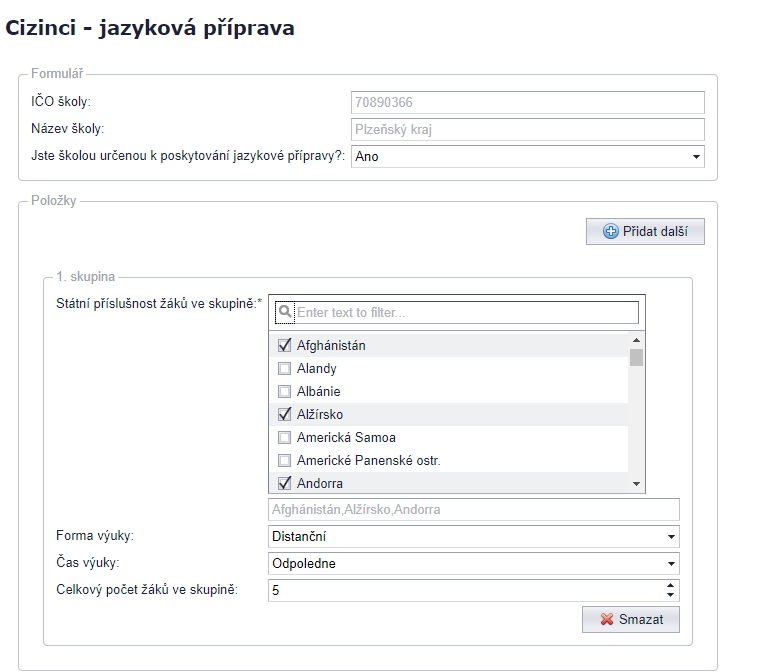 Cizinci - jazyková příprava
Formulář
IČO školy: 70890366
Název školy: Plzeňský kraj
Jste školou určenou k poskytování jazykové přípravy?: Ano
Položky
Přidat další
1. skupina
Státní příslušnost žáků ve skupině:* Enter text to filter...
Afghánistán
Alandy
Albánie
Alžírsko
Americká Samoa
Americké Panenské ostr.
Andorra
Afghánistán,Alžírsko,Andorra
Forma výuky: Distanční
Čas výuky: Odpoledne
Celkový počet žáků ve skupině: 5
Smazat